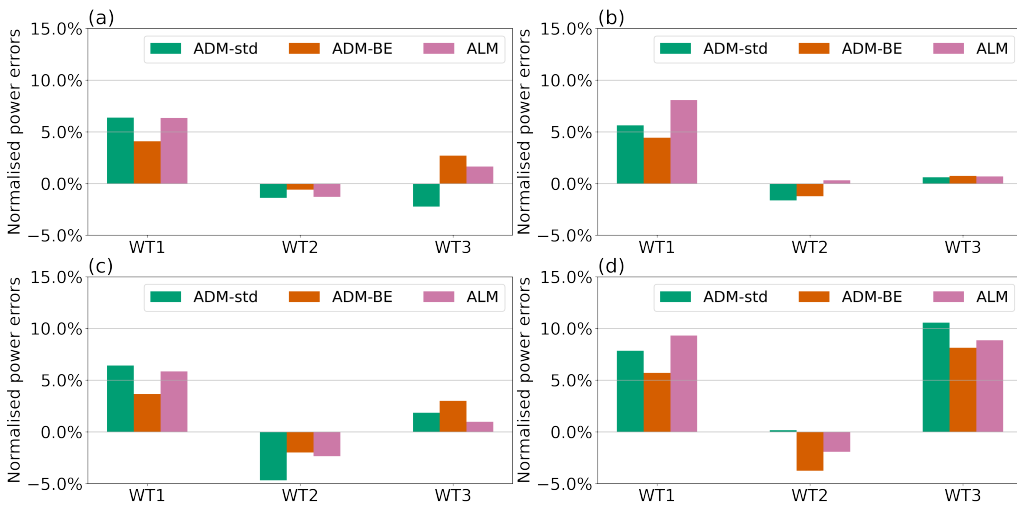 (a)
Normalised power errors
15.0%
10.0%
5.0%
0.0%
−5.0%
ADM-std ADM-BE ALM
WT1 WT2 WT3
(b)
Normalised power errors
15.0%
10.0%
5.0%
0.0%
−5.0%
ADM-std ADM-BE ALM
WT1 WT2 WT3
(c)
Normalised power errors
15.0%
10.0%
5.0%
0.0%
−5.0%
ADM-std ADM-BE ALM
WT1 WT2 WT3
(d)
Normalised power errors
15.0%
10.0%
5.0%
0.0%
−5.0%
ADM-std ADM-BE ALM
WT1 WT2 WT3